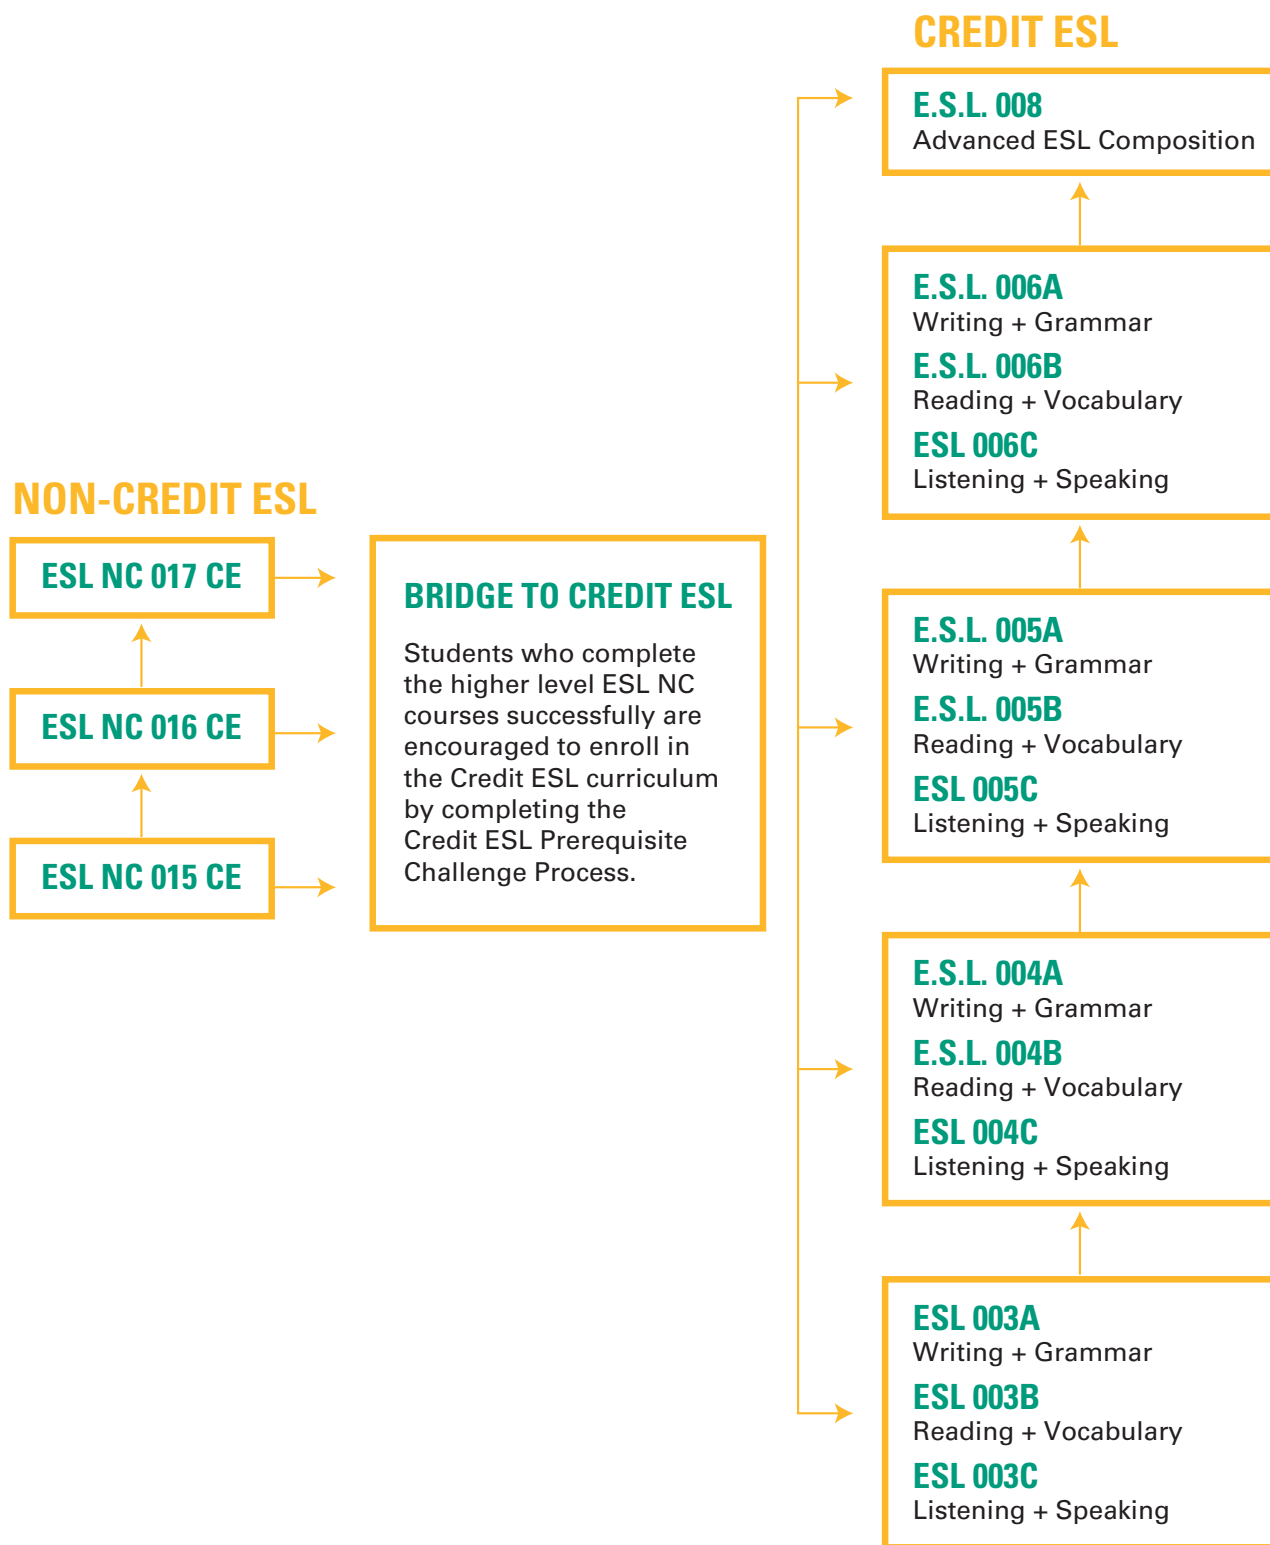 NON-CREDIT ESL
ESL NC 017 CE
ESL NC 016 CE
ESL NC 015 CE
BRIDGE TO CREDIT ESL
Students who complete
the higher level ESL NC
courses successfully are
encouraged to enroll in
the Credit ESL curriculum
by completing the
Credit ESL Prerequisite
Challenge Process.
CREDIT ESL
E.S.L. 008
Advanced ESL Composition
E.S.L. 006A
Writing + Grammar
E.S.L. 006B
Reading + Vocabulary
ESL 006C
Listening + Speaking
E.S.L. 005A
Writing + Grammar
E.S.L. 005B
Reading + Vocabulary
ESL 005C
Listening + Speaking
E.S.L. 004A
Writing + Grammar
E.S.L. 004B
Reading + Vocabulary
ESL 004C
Listening + Speaking
ESL 003A
Writing + Grammar
ESL 003B
Reading + Vocabulary
ESL 003C
Listening + Speaking